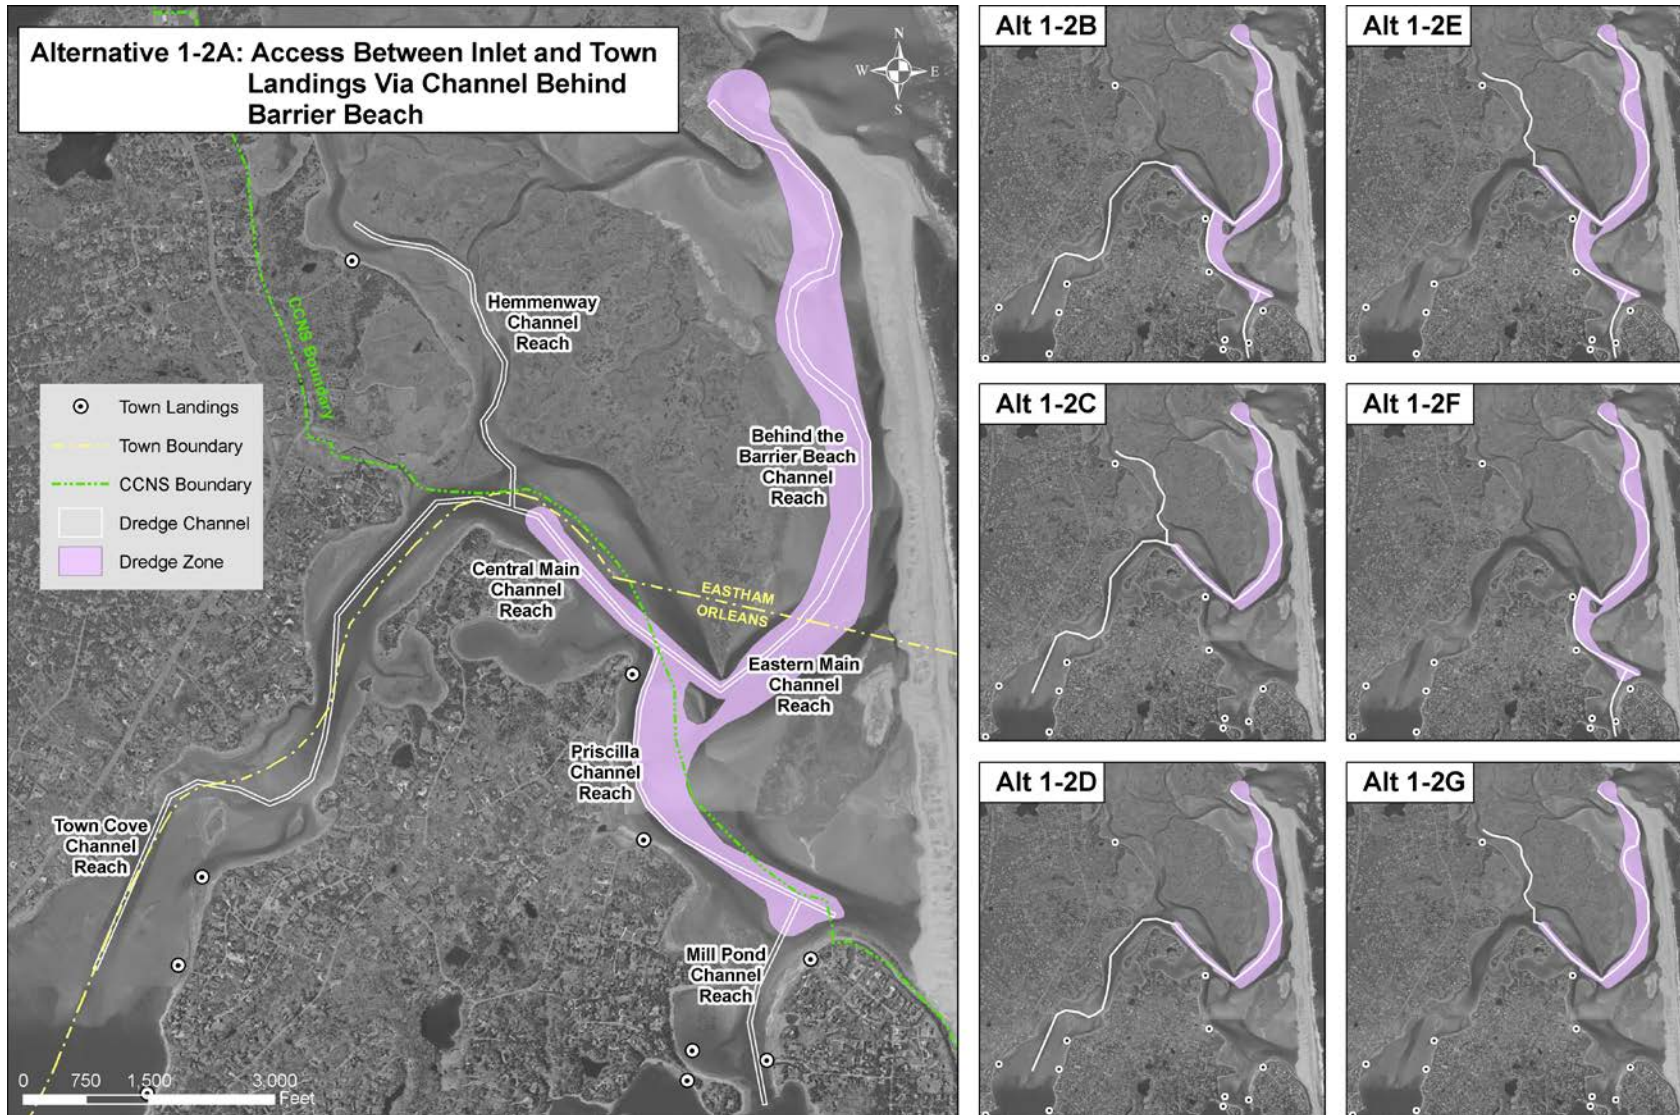 Alternative 1-2A: Access Between Inlet and Town
Landings Via Channel Behind
Barrier Beach
N
W E
S
CCNS Boundary
Hemmenway
Channel
Reach
Town Landings
Town Boundary
CCNS Boundary
Dredge Channel
Dredge Zone
Behind the
Barrier Beach
Channel
Reach
Central Main
Channel
Reach
EASTHAM
ORLEANS
Eastern Main
Channel
Reach
Priscilla
Channel
Reach
Town Cove
Channel
Reach
Mill Pond
Channel
Reach
0 750 1,500 3,000
Feet
Alt 1-2B
Alt 1-2E
Alt 1-2C
Alt 1-2F
Alt 1-2D
Alt 1-2G